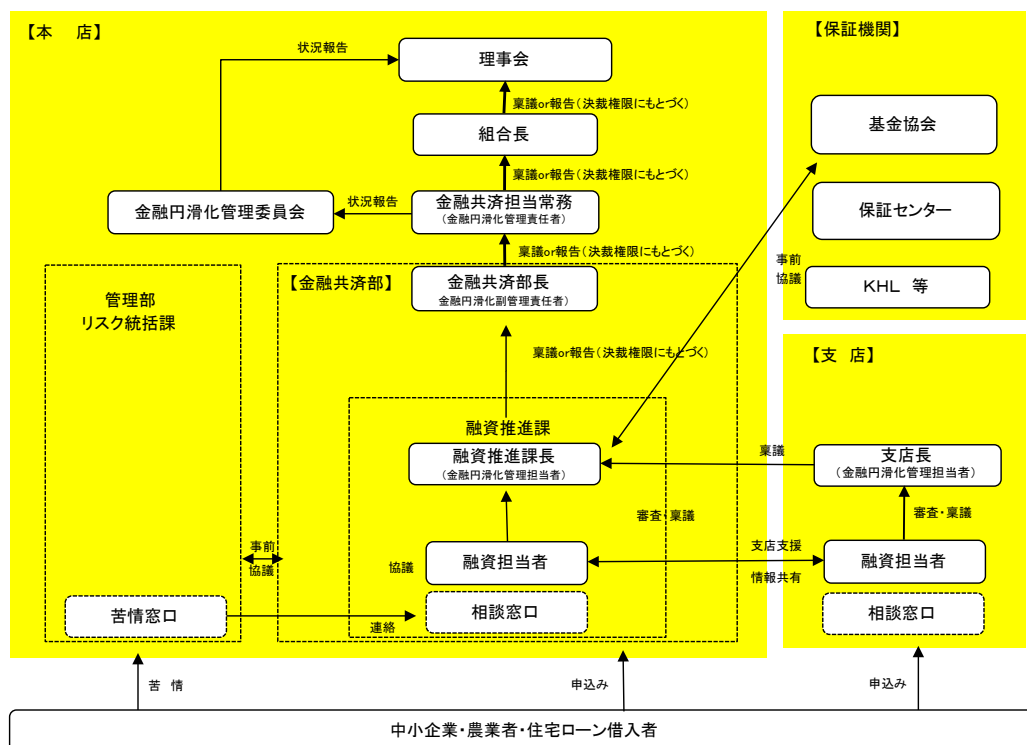 【本　店】
状況報告
理事会
稟議or報告(決裁権限にもとづく)
組合長
稟議or報告(決裁権限にもとづく)
金融円滑化管理委員会
状況報告
金融共済担当常務
(金融円滑化管理責任者)
稟議or報告(決裁権限にもとづく)
【金融共済部】
金融共済部長
金融円滑化副管理責任者)
管理部
リスク統括課
稟議or報告(決裁権限にもとづく)
融資推進課
融資推進課長
(金融円滑化管理担当者)
審査・稟議
事前
協議
協議
融資担当者
苦情窓口
連絡
相談窓口
【保証機関】
基金協会
保証センター
事前
協議
KHL 等
【支　店】
稟議
支店長
(金融円滑化管理担当者)
審査・稟議
支店支援
情報共有
融資担当者
相談窓口
苦　情
申込み
申込み
中小企業・農業者・住宅ローン借入者